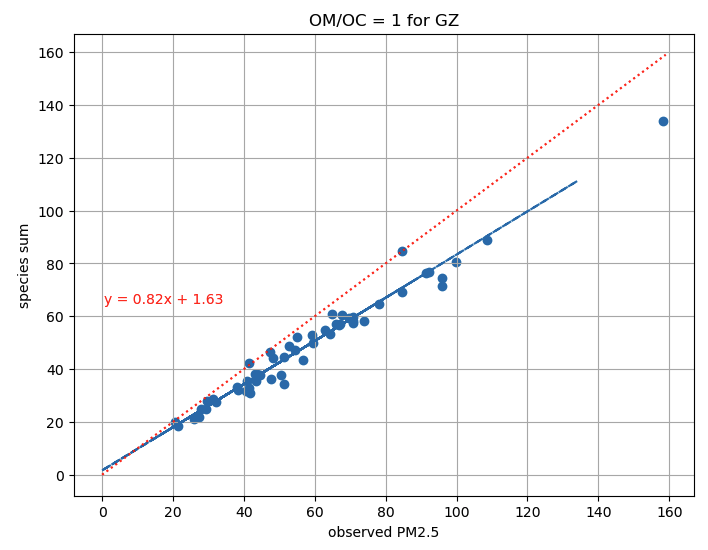 OM/OC = 1 for GZ
160
140
120
100
80
60
40
20
0
species sum
y = 0.82x + 1.63
0 20 40 60 80 100 120 140 160
observed PM2.5